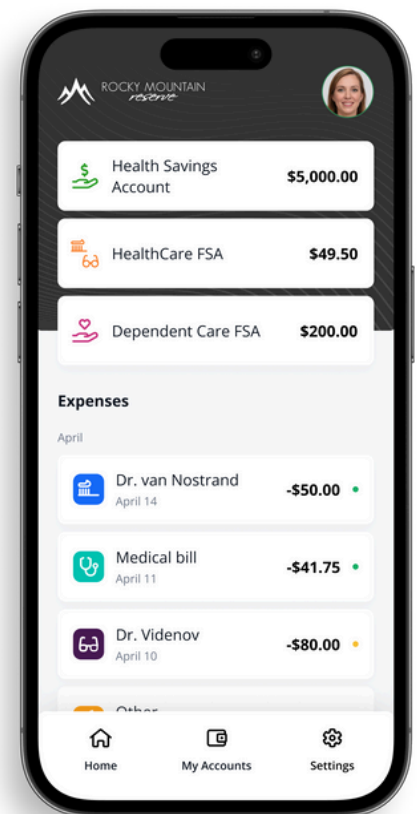 ROCKY MOUNTAIN
reserve
Health Savings
Account
$5,000.00
HealthCare FSA
$49.50
Dependent Care FSA
$200.00
Expenses
April
Dr. van Nostrand
April 14
-$50.00
Medical bill
April 11
-$41.75
Dr. Videnov
April 10
-$80.00
Other
Home
My Accounts
Settings